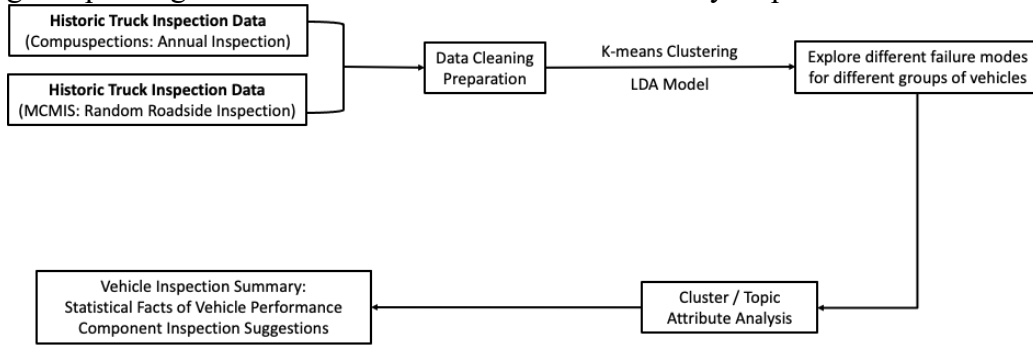 Historic Truck Inspection Data
(Compuspections: Annual Inspection)
Historic Truck Inspection Data
(MCMIS: Random Roadside Inspection)
Data Cleaning
Preparation
K-means Clustering
LDA Model
Explore different failure modes
for different groups of vehicles
Cluster / Topic
Attribute Analysis
Vehicle Inspection Summary:
Statistical Facts of Vehicle Performance
Component Inspection Suggestions